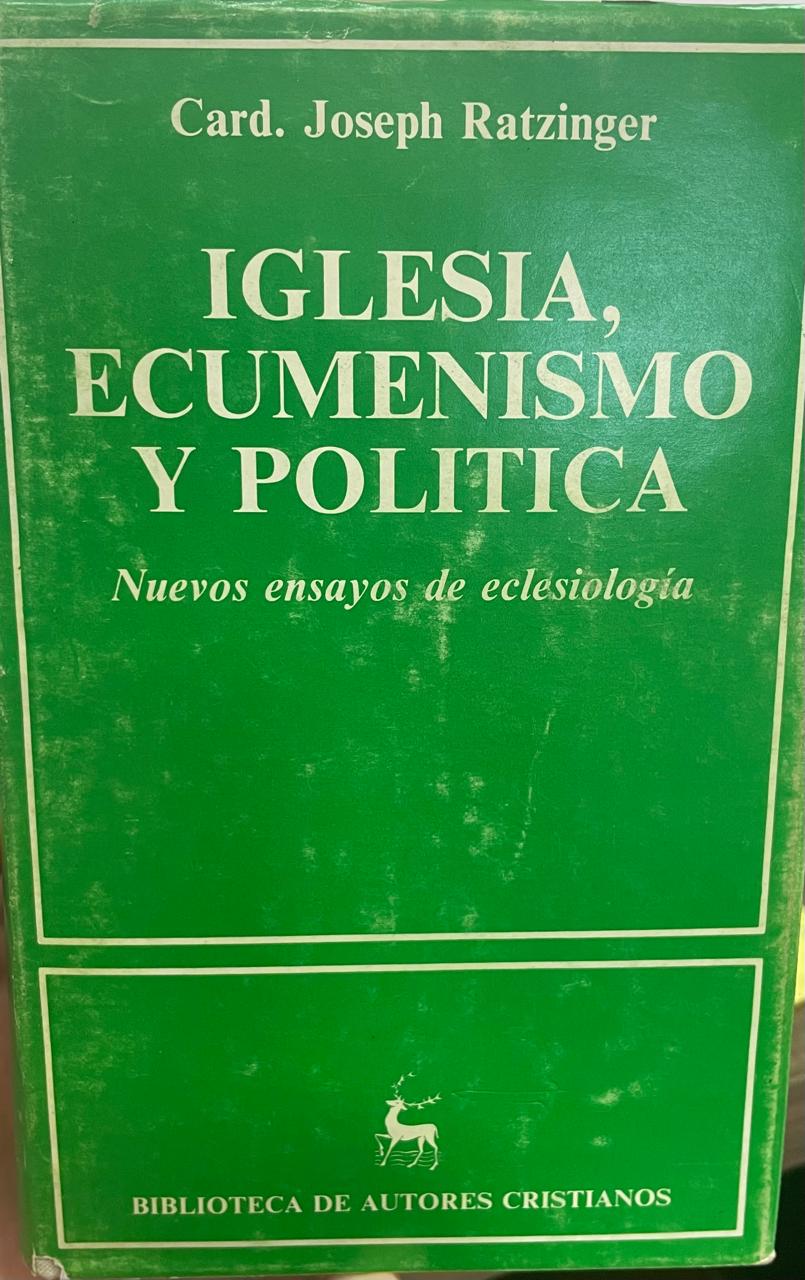 Card. Joseph Ratzinger
IGLESIA,
ECUMENISMO
Y POLITICA
Nuevos ensayos de eclesiología
BIBLIOTECA DE AUTORES CRISTIANOS